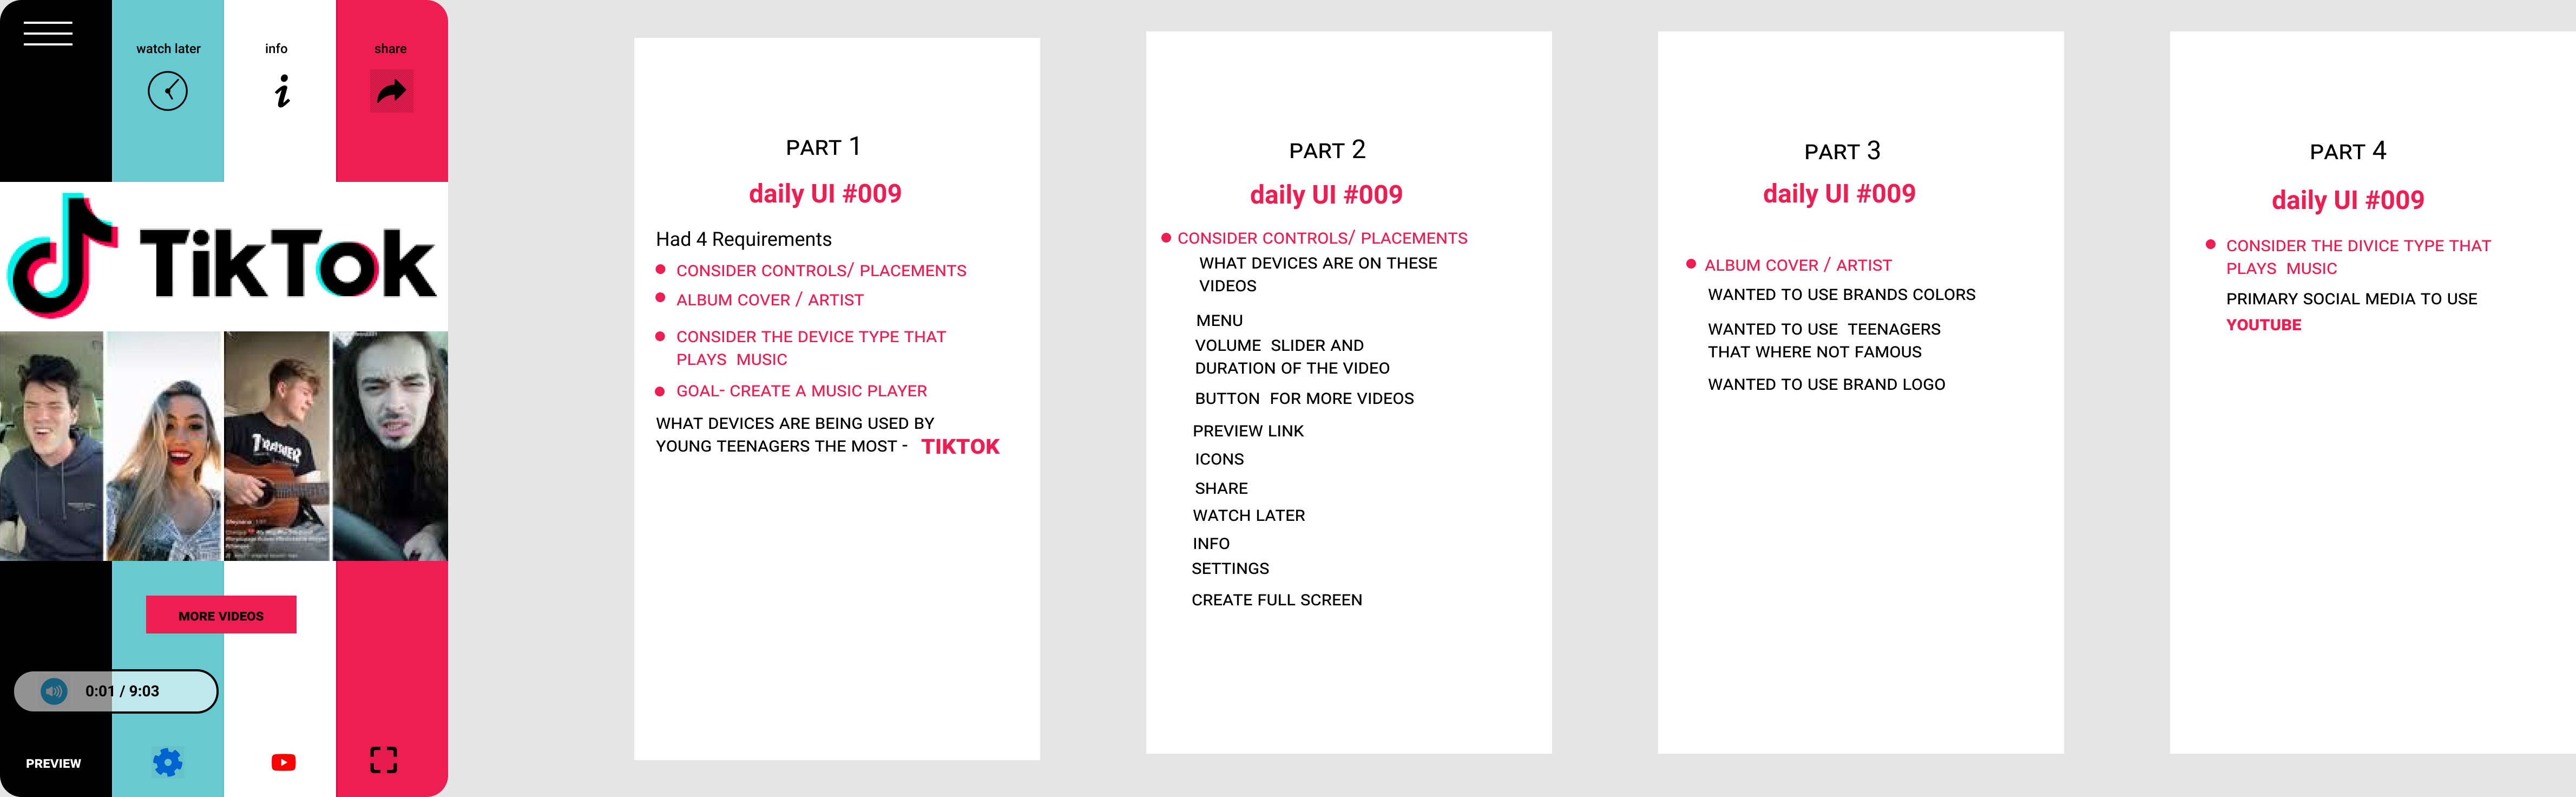 watch later
info
share
TikTok
THRASHER
MORE VIDEOS
0:01 / 9:03
PREVIEW
PART 1
daily UI #009
Had 4 Requirements
CONSIDER CONTROLS/ PLACEMENTS
ALBUM COVER / ARTIST
CONSIDER THE DEVICE TYPE THAT
PLAYS MUSIC
GOAL- CREATE A MUSIC PLAYER
WHAT DEVICES ARE BEING USED BY
YOUNG TEENAGERS THE MOST - TIKTOK
PART 2
daily UI #009
CONSIDER CONTROLS/ PLACEMENTS
WHAT DEVICES ARE ON THESE
VIDEOS
MENU
VOLUME SLIDER AND
DURATION OF THE VIDEO
BUTTON FOR MORE VIDEOS
PREVIEW LINK
ICONS
SHARE
WATCH LATER
INFO
SETTINGS
CREATE FULL SCREEN
PART 3
daily UI #009
ALBUM COVER / ARTIST
WANTED TO USE BRANDS COLORS
WANTED TO USE TEENAGERS
THAT WHERE NOT FAMOUS
WANTED TO USE BRAND LOGO
PART 4
daily UI #009
CONSIDER THE DIVICE TYPE THAT
PLAYS MUSIC
PRIMARY SOCIAL MEDIA TO USE
YOUTUBE